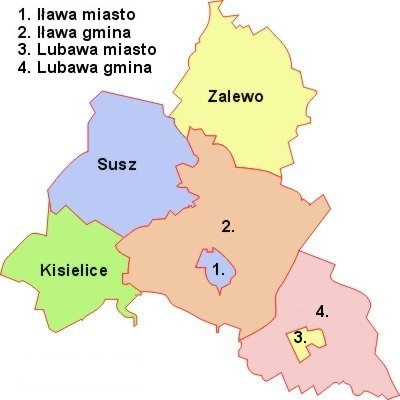 1. Iława miasto
2. Iława gmina
3. Lubawa miasto
4. Lubawa gmina
Zalewo
Susz
2.
1.
Kisielice
4.
3.